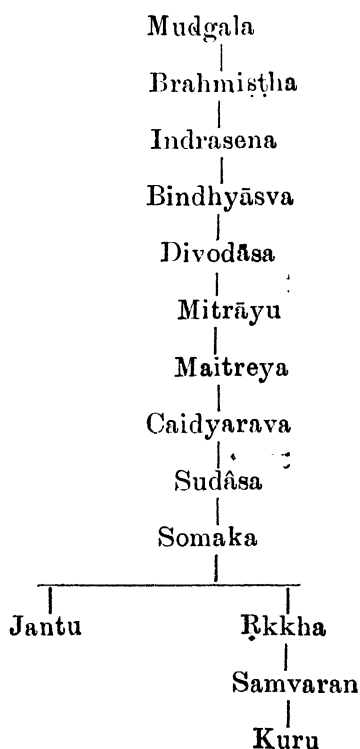 Mudgala
Brahmiṣṭha
Indrasena
Bindhyāsva
Divodāsa
Mitrāyu
Maitreya
Caidyarava
Sudâsa
Somaka
Jantu Ṛkkha
Samvaran
Kuru